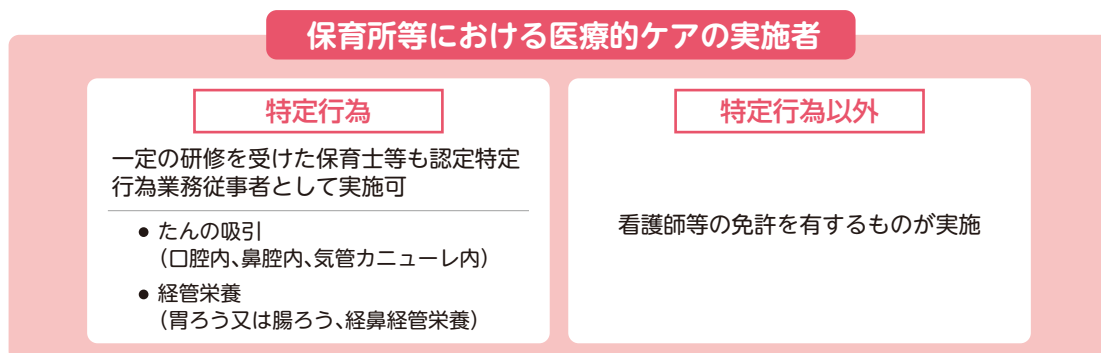 保育所等における医療的ケアの実施者
特定行為
一定の研修を受けた保育士等も認定特定
行為業務従事者として実施可
● たんの吸引
（口腔内、鼻腔内、気管カニューレ内）
● 経管栄養
（胃ろう又は腸ろう、経鼻経管栄養）
特定行為以外
看護師等の免許を有するものが実施